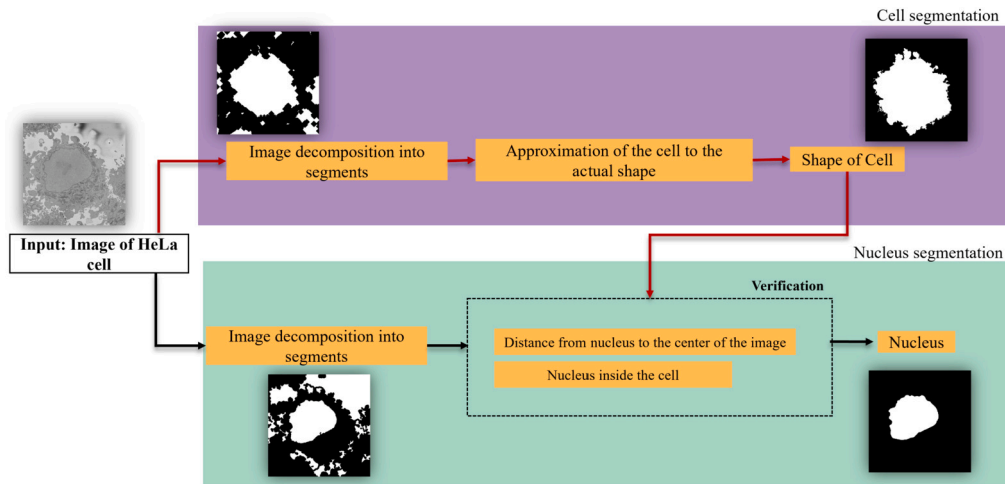 Cell segmentation
Image decomposition into
segments
Approximation of the cell to the
actual shape
Shape of Cell
Input: Image of HeLa
cell
Nucleus segmentation
Verification
Image decomposition into
segments
Distance from nucleus to the center of the image
Nucleus inside the cell
Nucleus